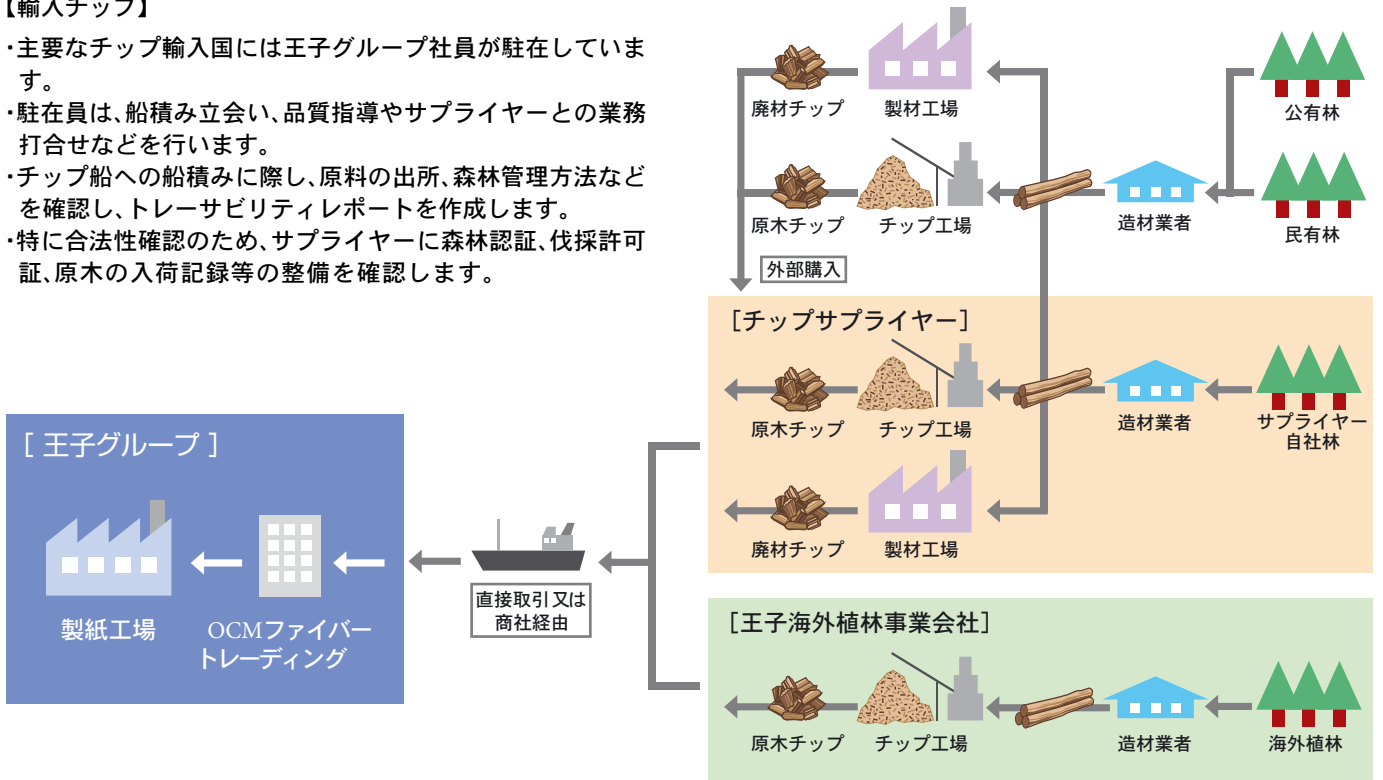 【輸入チップ】
・主要なチップ輸入国には王子グループ社員が駐在していま
す。
・駐在員は、船積み立会い、品質指導やサプライヤーとの業務
打合せなどを行います。
・チップ船への船積みに際し、原料の出所、森林管理方法など
を確認し、トレーサビリティレポートを作成します。
・特に合法性確認のため、サプライヤーに森林認証、伐採許可
証、原木の入荷記録等の整備を確認します。
廃材チップ
製材工場
公有林
原木チップ
チップ工場
造材業者
民有林
外部購入
［チップサプライヤー］
原木チップ
チップ工場
造材業者
サプライヤー
自社林
廃材チップ
製材工場
［王子グループ］
製紙工場
OCMファイバー
トレーディング
直接取引又は
商社経由
［王子海外植林事業会社］
原木チップ
チップ工場
造材業者
海外植林